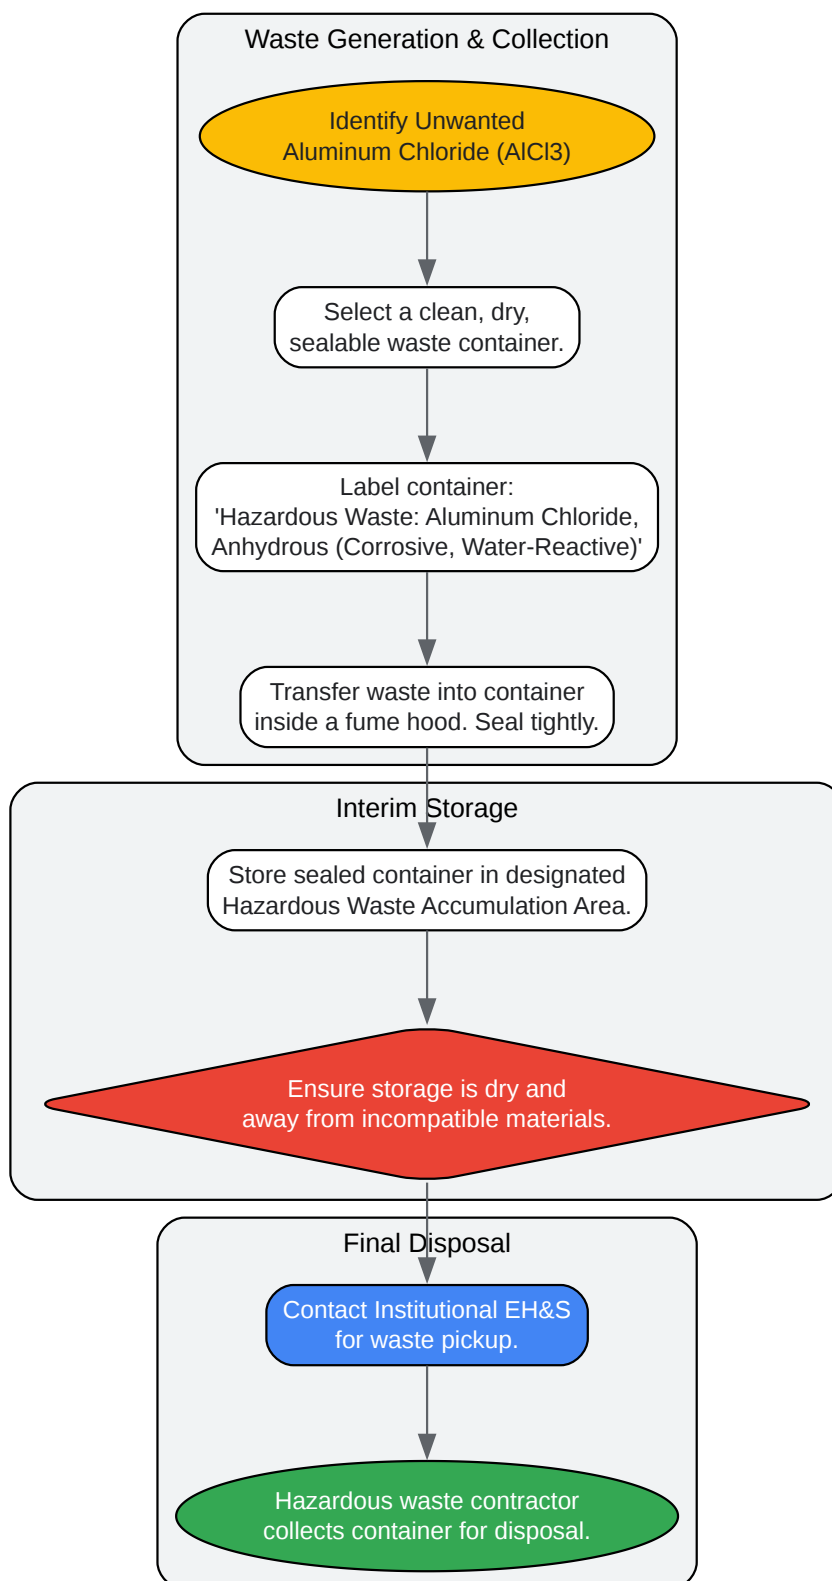 Waste Generation & Collection
Identify Unwanted
Aluminum Chloride (AlCl3)
Select a clean, dry,
sealable waste container.
Label container:
'Hazardous Waste: Aluminum Chloride,
Anhydrous (Corrosive, Water-Reactive)'
Transfer waste into container
inside a fume hood. Seal tightly.
Interim Storage
Store sealed container in designated
Hazardous Waste Accumulation Area.
Ensure storage is dry and
away from incompatible materials.
Final Disposal
Contact Institutional EH&S
for waste pickup.
Hazardous waste contractor
collects container for disposal.